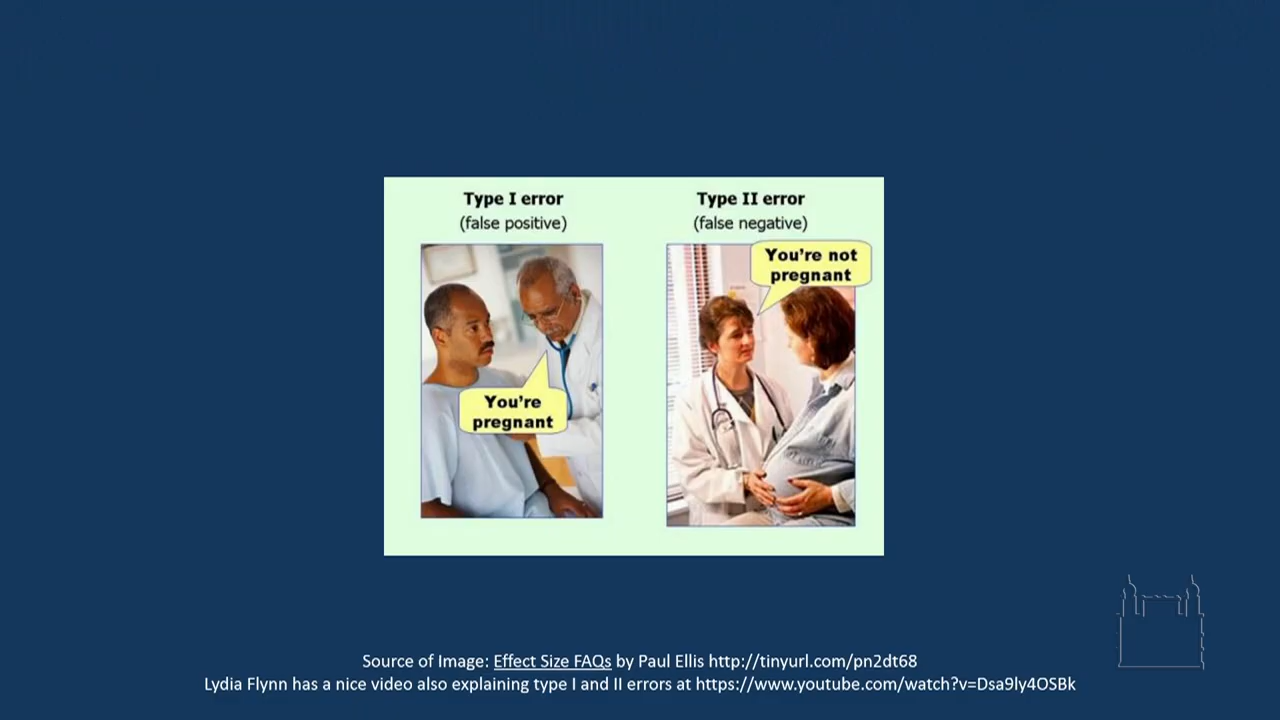 Type I error
(false positive)
You're
pregnant
Type II error
(false negative)
You're not
pregnant
Source of Image: Effect Size FAQs by Paul Ellis http://tinyurl.com/pn2dt68
Lydia Flynn has a nice video also explaining type I and II errors at https://www.youtube.com/watch?v=Dsa9ly4OSBk